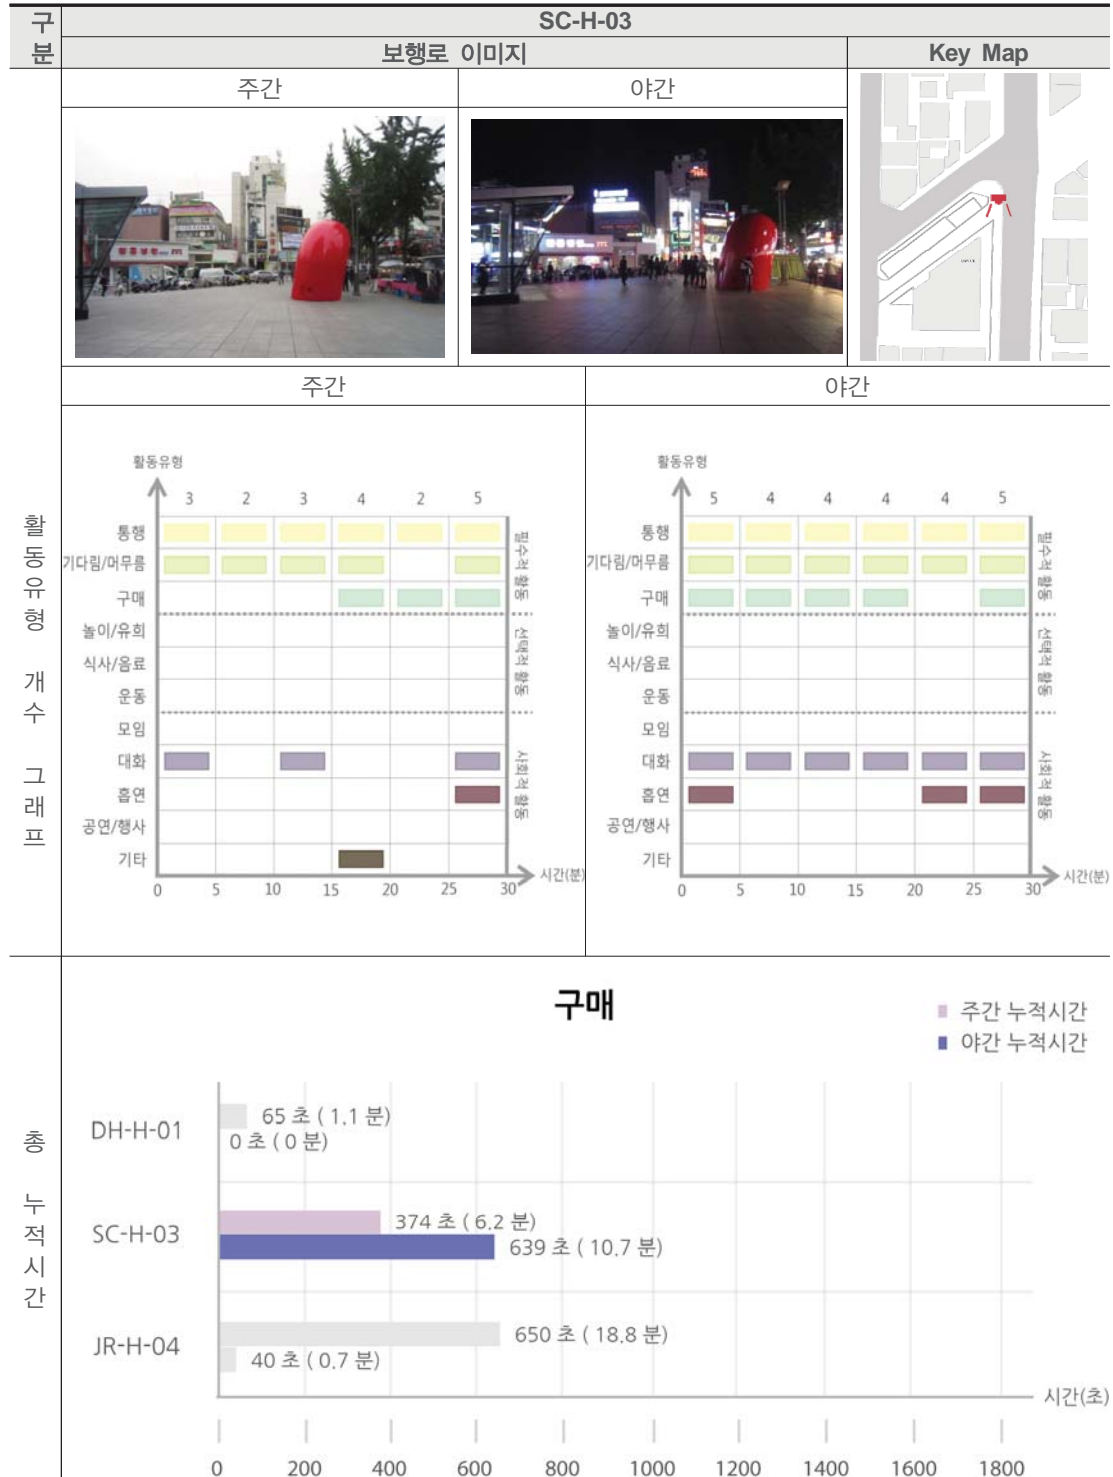 구분
SC-H-03
보행로 이미지
Key Map
주간
야간
주간
야간
활동유형 개수 그래프
활동유형
3 2 3 4 2 5
통행
기다림/머무름
구매
놀이/유희
식사/음료
운동
모임
대화
흡연
공연/행사
기타
필수적 활동
선택적 활동
사회적 활동
0 5 10 15 20 25 30
시간(분)
활동유형
5 4 4 4 4 5
통행
기다림/머무름
구매
놀이/유희
식사/음료
운동
모임
대화
흡연
공연/행사
기타
필수적 활동
선택적 활동
사회적 활동
0 5 10 15 20 25 30
시간(분)
총 누적시간
구매
주간 누적시간
야간 누적시간
DH-H-01
65 초 ( 1.1 분)
0 초 ( 0 분)
SC-H-03
374 초 ( 6.2 분)
639 초 ( 10.7 분)
JR-H-04
650 초 ( 18.8 분)
40 초 ( 0.7 분)
시간(초)
0 200 400 600 800 1000 1200 1400 1600 1800